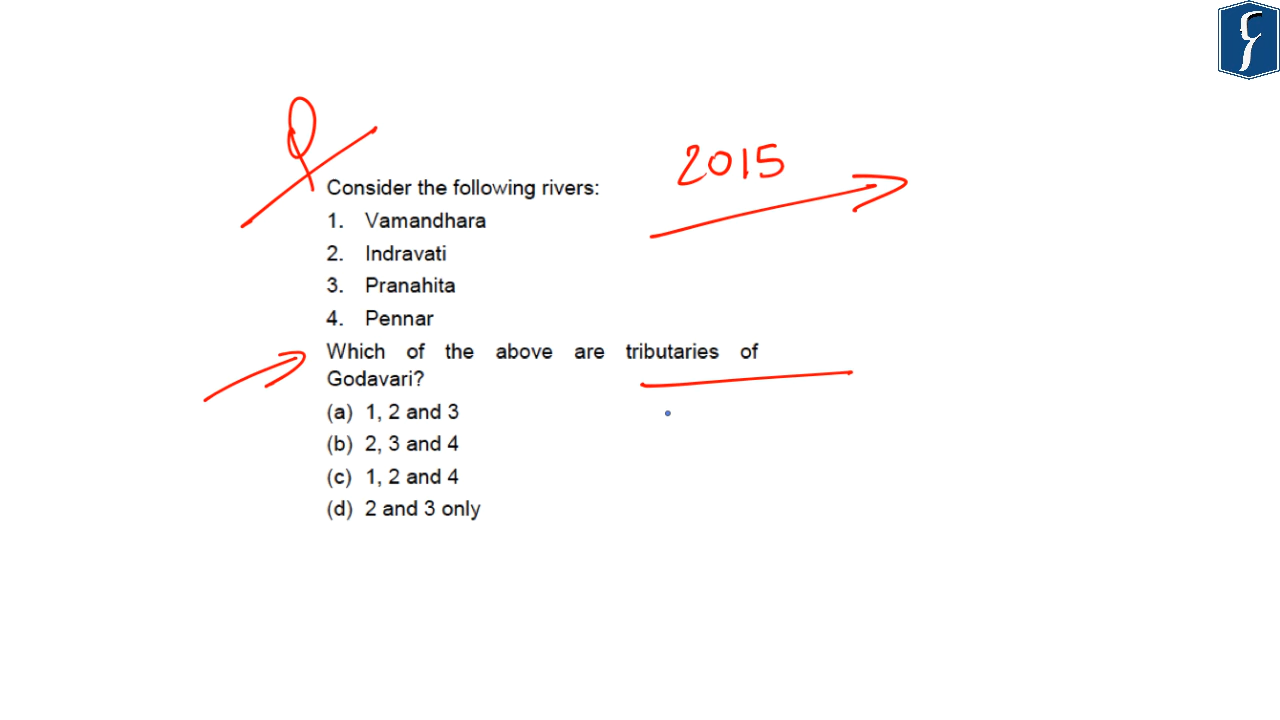 Q
2015
Consider the following rivers:
1. Vamandhara
2. Indravati
3. Pranahita
4. Pennar
Which of the above are tributaries of
Godavari?
(a) 1, 2 and 3
(b) 2, 3 and 4
(c) 1, 2 and 4
(d) 2 and 3 only